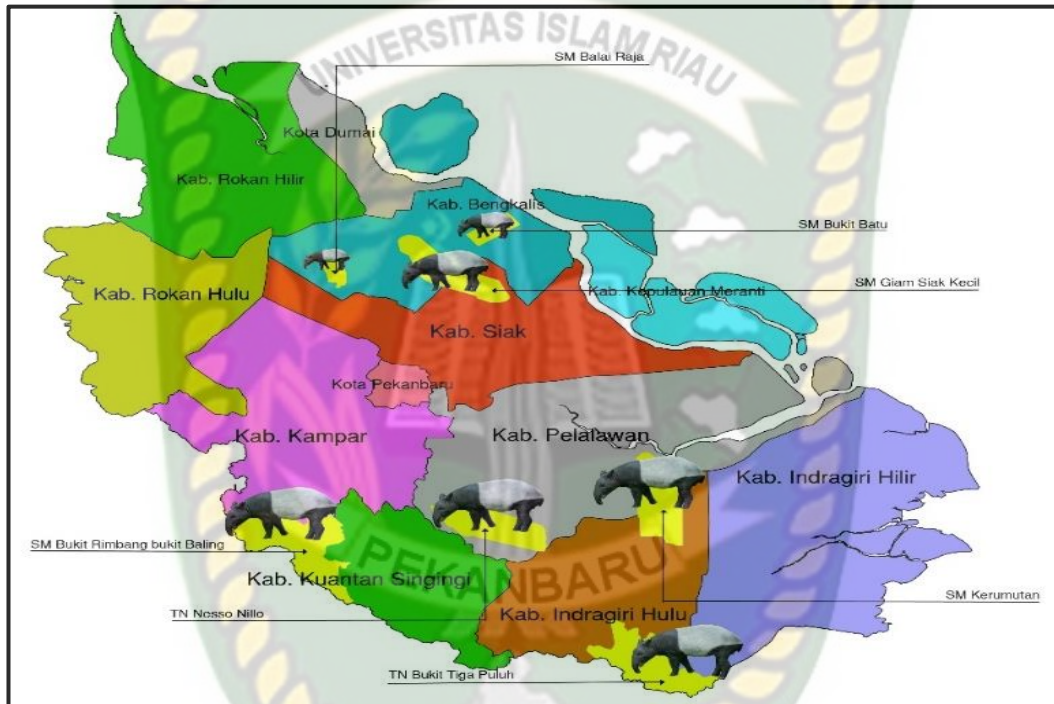 UNIVERSITAS ISLAM RIAU
SM Balai Raja
Kota Dumai
Kab. Rokan Hilir
Kab. Bengkalis
SM Bukit Batu
Kab. Rokan Hulu
Kab. Kepulauan Meranti
SM Giam Siak Kecil
Kab. Siak
Kota Pekanbaru
Kab. Kampar
Kab. Pelalawan
Kab. Indragiri Hilir
SM Bukit Rimbang bukit Baling
PEKANBARU
Kab. Kuantan Singingi
SM Kerumutan
TN Nosso Nillo
Kab. Indragiri Hulu
TN Bukit Tiga Puluh